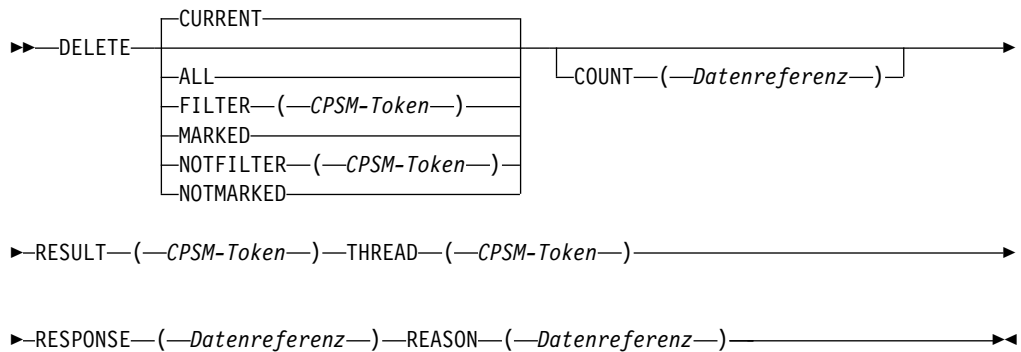 CURRENT
DELETE
ALL COUNT ( Datenreferenz )
FILTER ( CPSM-Token )
MARKED
NOTFILTER ( CPSM-Token )
NOTMARKED
RESULT ( CPSM-Token ) THREAD ( CPSM-Token )
RESPONSE ( Datenreferenz ) REASON ( Datenreferenz )